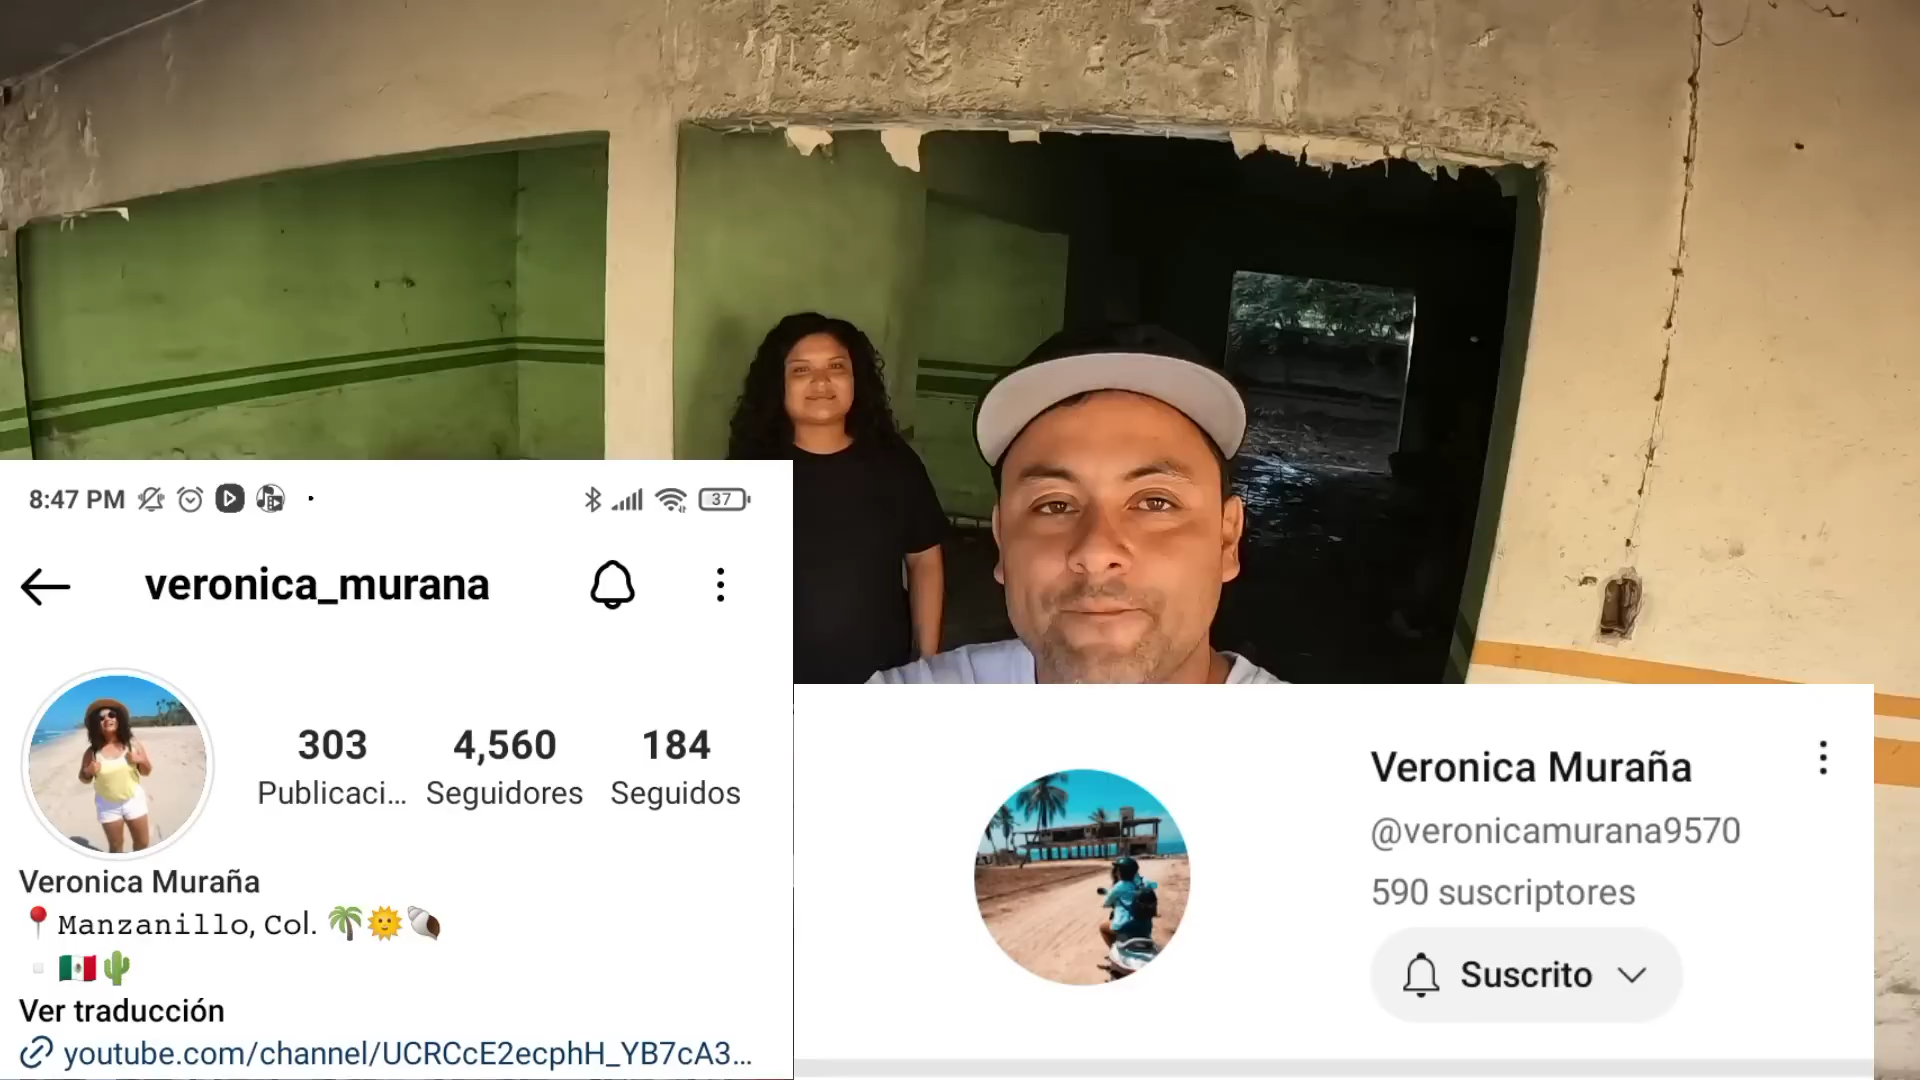 8:47 PM
37
veronica_murana
303
4,560
184
Publicaci...
Seguidores
Seguidos
Veronica Muraña
Manzanillo, Col.
Ver traducción
youtube.com/channel/UCRCcE2ecphH_YB7cA3...
Veronica Muraña
@veronicamurana9570
590 suscriptores
Suscrito